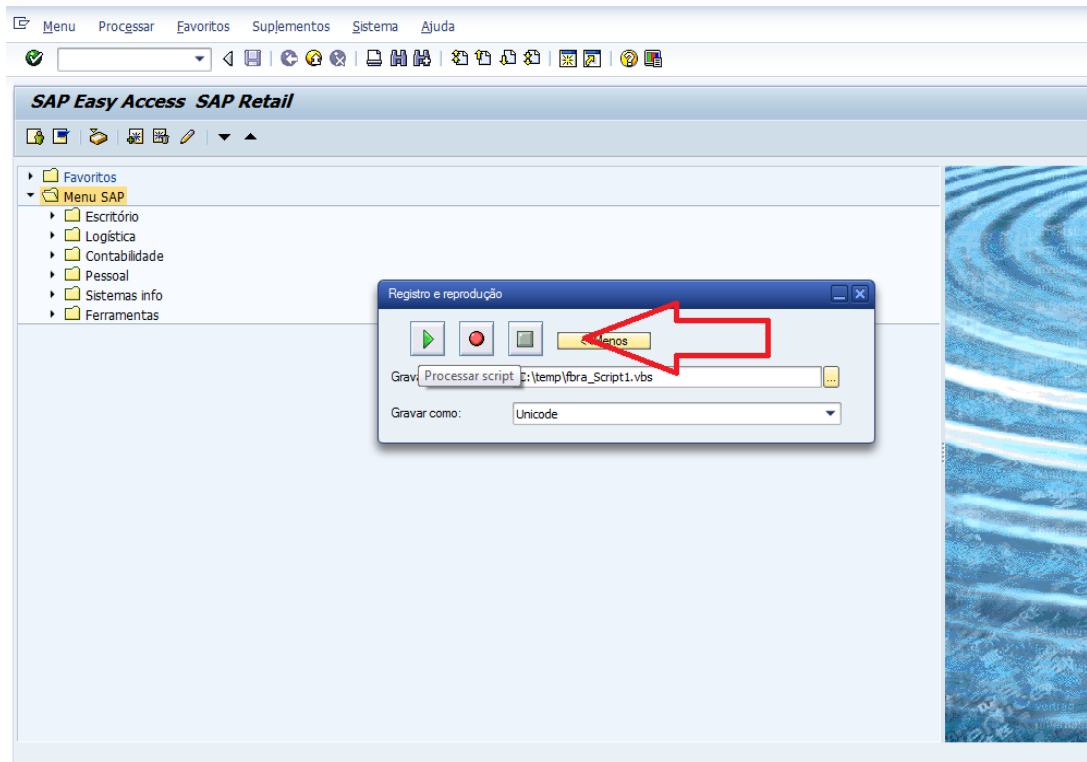 Menu Processar Favoritos Suplementos Sistema Ajuda
SAP Easy Access SAP Retail
Favoritos
Menu SAP
Escritório
Logística
Contabilidade
Pessoal
Sistemas info
Ferramentas
Registro e reprodução
< Menos
Processar script C:\temp\fbra_Script1.vbs
Gravar como: Unicode